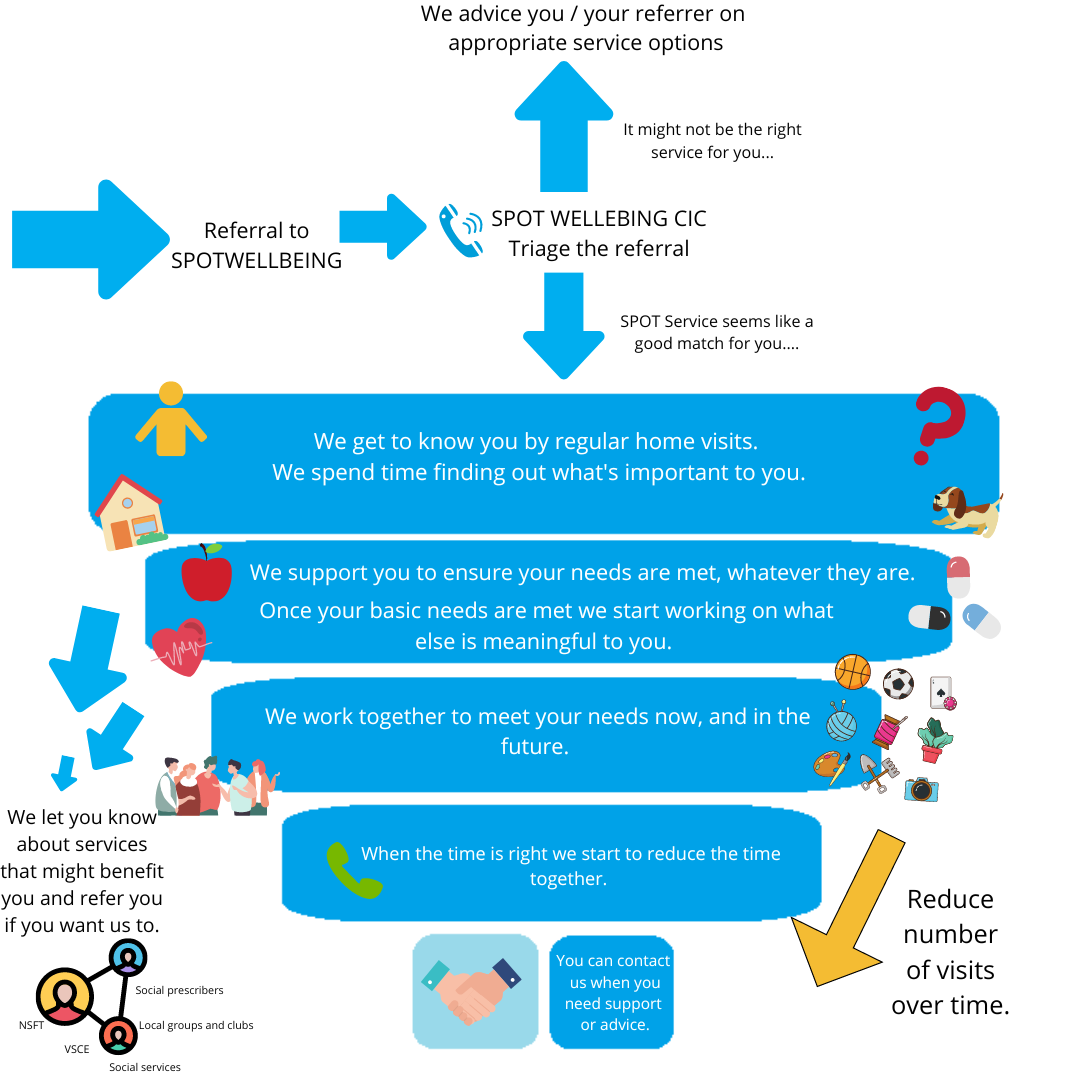 We advice you / your referrer on
appropriate service options
It might not be the right
service for you...
Referral to
SPOTWELLBEING
SPOT WELLEBING CIC
Triage the referral
SPOT Service seems like a
good match for you....
We get to know you by regular home visits.
We spend time finding out what's important to you.
We support you to ensure your needs are met, whatever they are.
Once your basic needs are met we start working on what
else is meaningful to you.
We work together to meet your needs now, and in the
future.
We let you know
about services
that might benefit
you and refer you
if you want us to.
When the time is right we start to reduce the time
together.
Reduce
number
of visits
over time.
You can contact
us when you
need support
or advice.
Social prescribers
NSFT
Local groups and clubs
VSCE
Social services